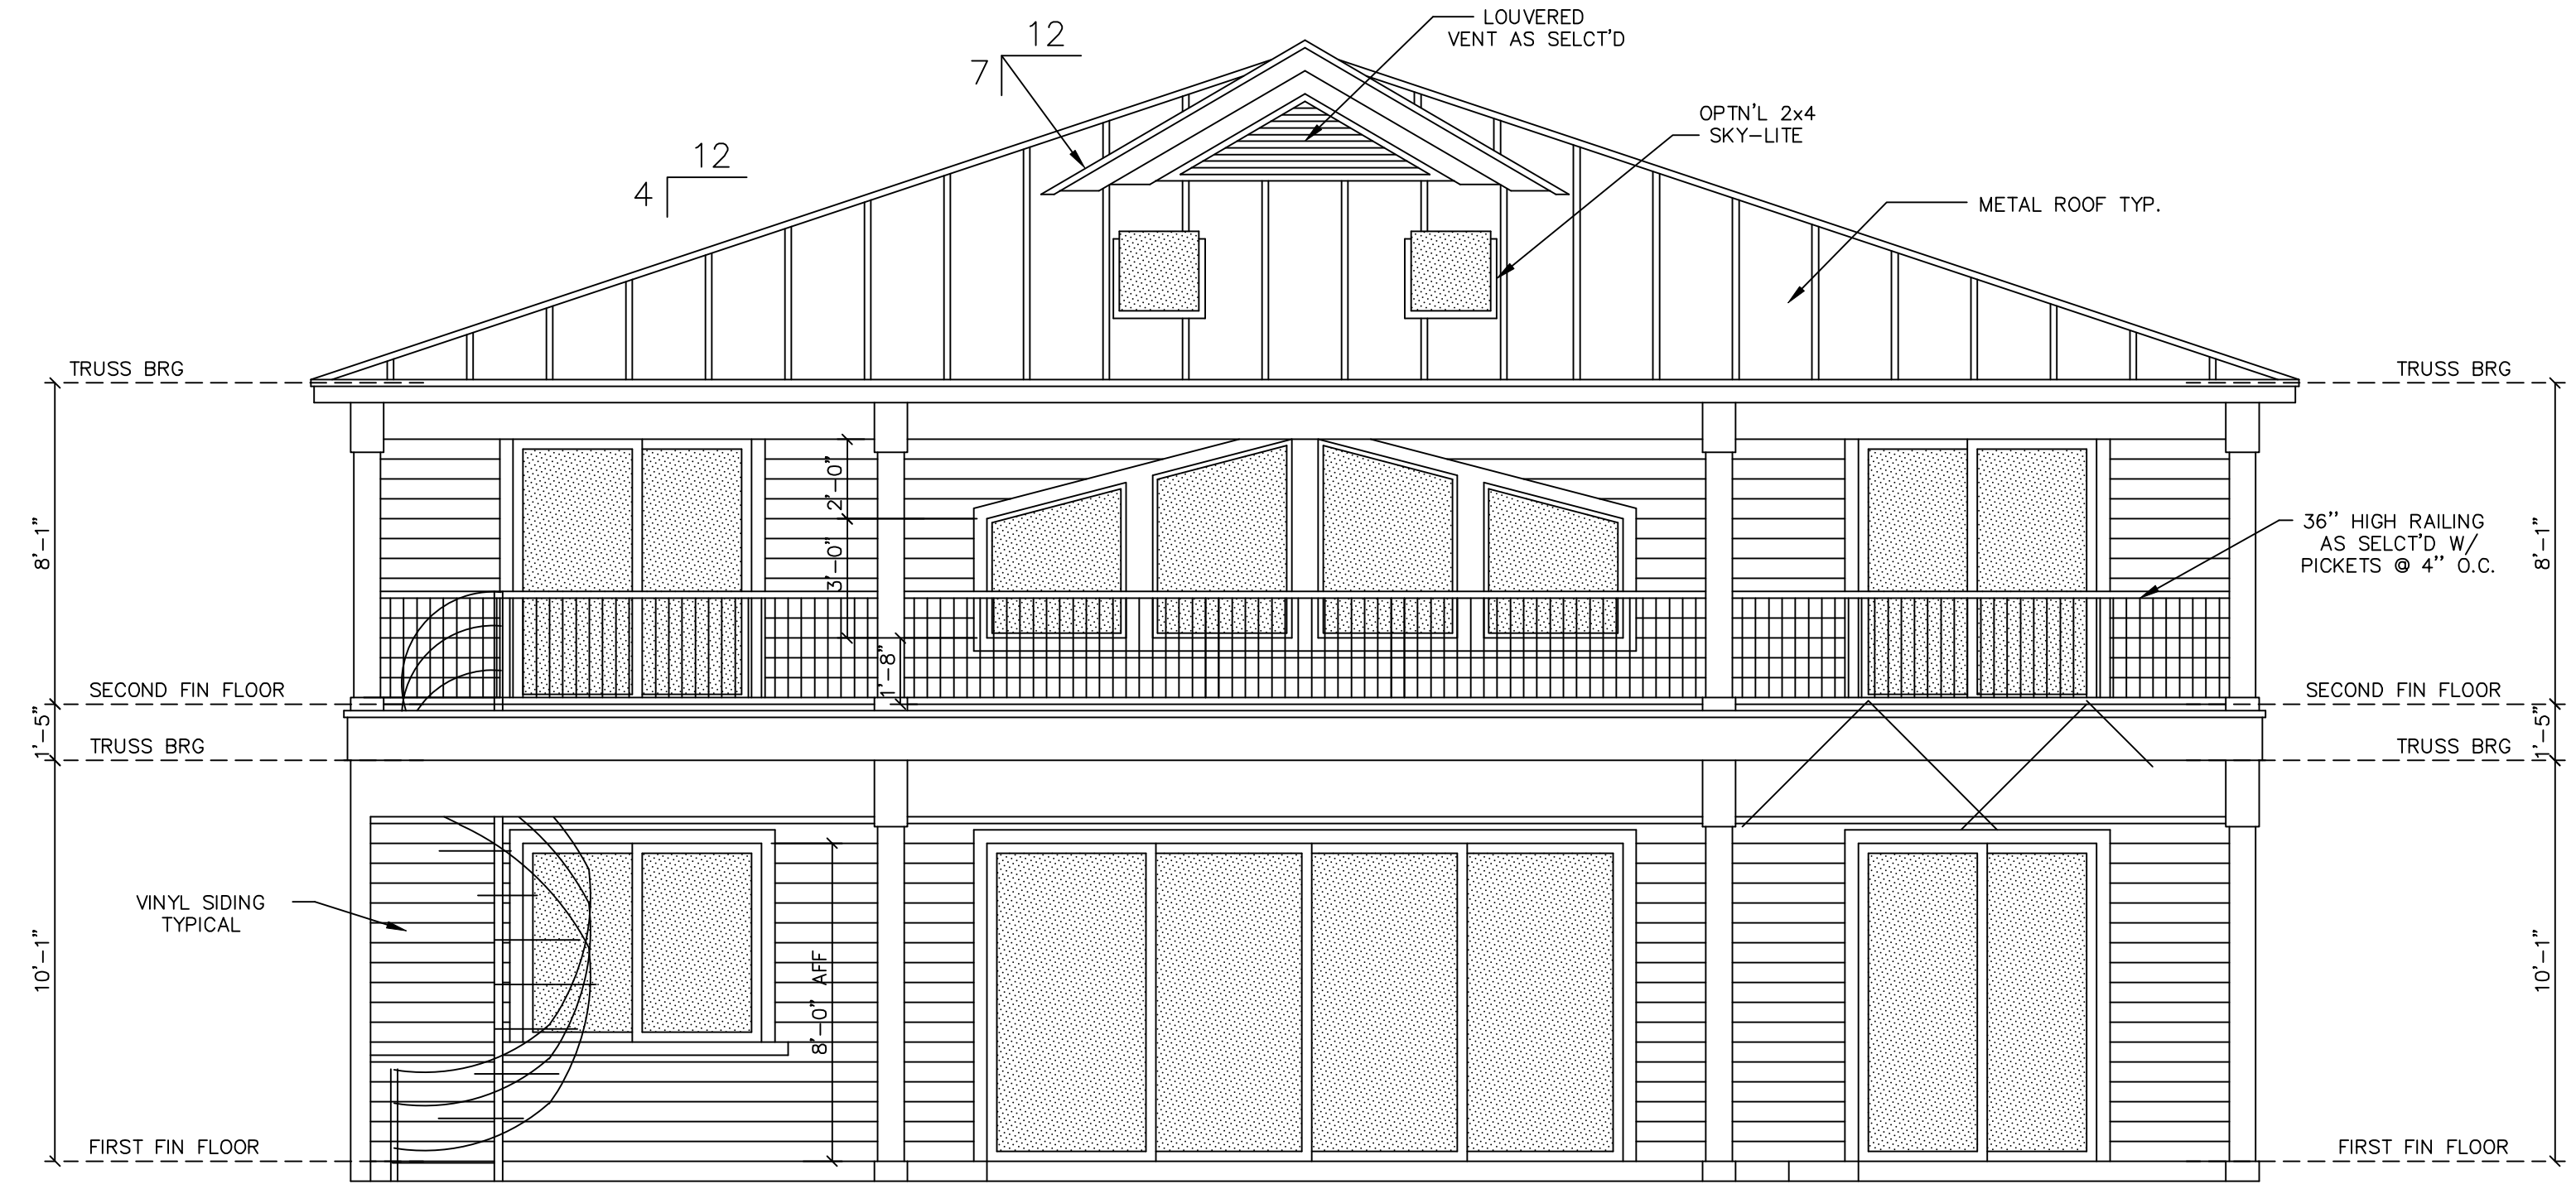 LOUVERED
VENT AS SELCT'D
12
7
OPTN'L 2x4
SKY-LITE
12
4
METAL ROOF TYP.
TRUSS BRG
TRUSS BRG
8'-1"
2'-0"
3'-0"
1'-8"
36" HIGH RAILING
AS SELCT'D W/
PICKETS @ 4" O.C.
8'-1"
SECOND FIN FLOOR
SECOND FIN FLOOR
1'-5"
1'-5"
TRUSS BRG
TRUSS BRG
VINYL SIDING
TYPICAL
10'-1"
8'-0" AFF
10'-1"
FIRST FIN FLOOR
FIRST FIN FLOOR